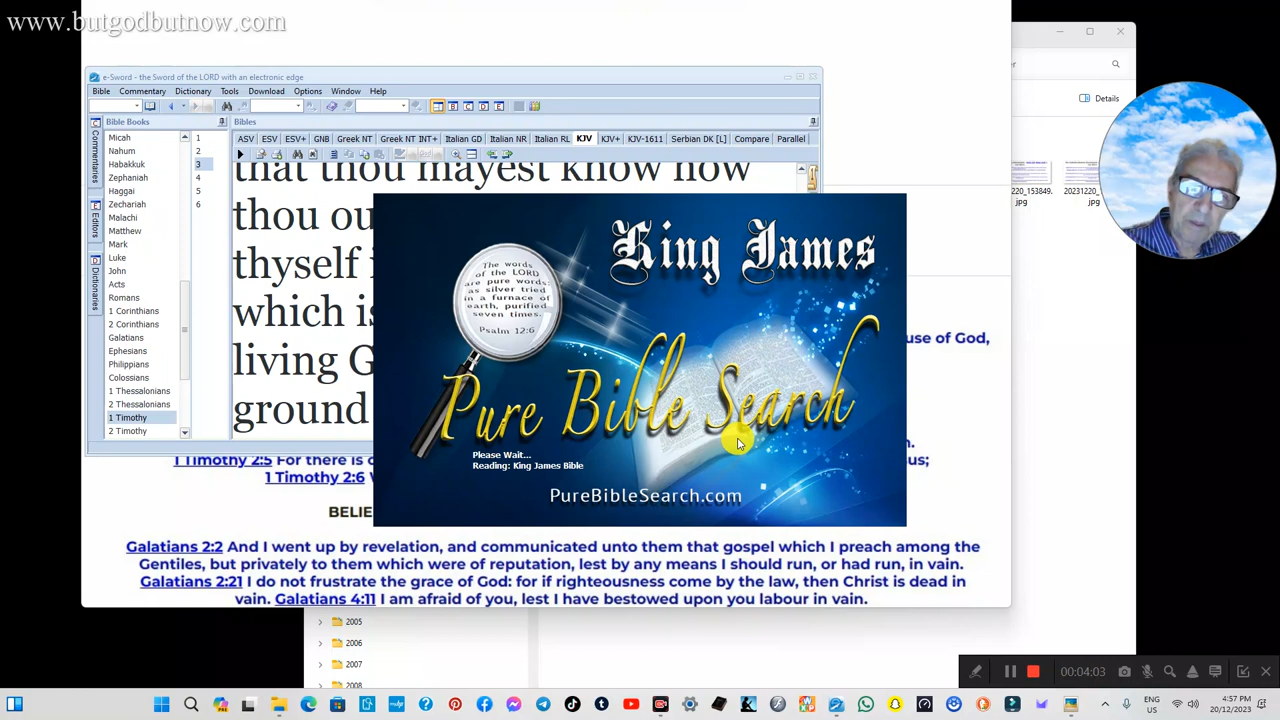 www.butgodbutnow.com
e-Sword - the Sword of the LORD with an electronic edge
Bible Commentary Dictionary Tools Download Options Window Help
Bible Books
Bibles
ASV ESV ESV+ GNB Greek NT Greek NT INT+ Italian GD Italian NR Italian RL KJV KJV+ KJV-1611 Serbian DK [L] Compare Parallel
Commentaries
Editors
Dictionaries
Micah 1
Nahum 2
Habakkuk 3
Zephaniah 4
Haggai 5
Zechariah 6
Malachi
Matthew
Mark
Luke
John
Acts
Romans
1 Corinthians
2 Corinthians
Galatians
Ephesians
Philippians
Colossians
1 Thessalonians
2 Thessalonians
1 Timothy
2 Timothy
that thou mayest know how
thou ou
thyself i
which is
living G
ground
King James
The words
of the LORD
are pure words:
as silver tried
in a furnace of
earth, purified
seven times.
Psalm 12:6
Pure Bible Search
Please Wait...
Reading: King James Bible
PureBibleSearch.com
Details
220_153849.
jpg
20231220_
.jpg
use of God,
1 Timothy 2:5 For there is o
us;
1 Timothy 2:6
BELIE
Galatians 2:2 And I went up by revelation, and communicated unto them that gospel which I preach among the
Gentiles, but privately to them which were of reputation, lest by any means I should run, or had run, in vain.
Galatians 2:21 I do not frustrate the grace of God: for if righteousness come by the law, then Christ is dead in
vain. Galatians 4:11 I am afraid of you, lest I have bestowed upon you labour in vain.
2005
2006
2007
2008
00:04:03
ENG
US
4:57 PM
20/12/2023